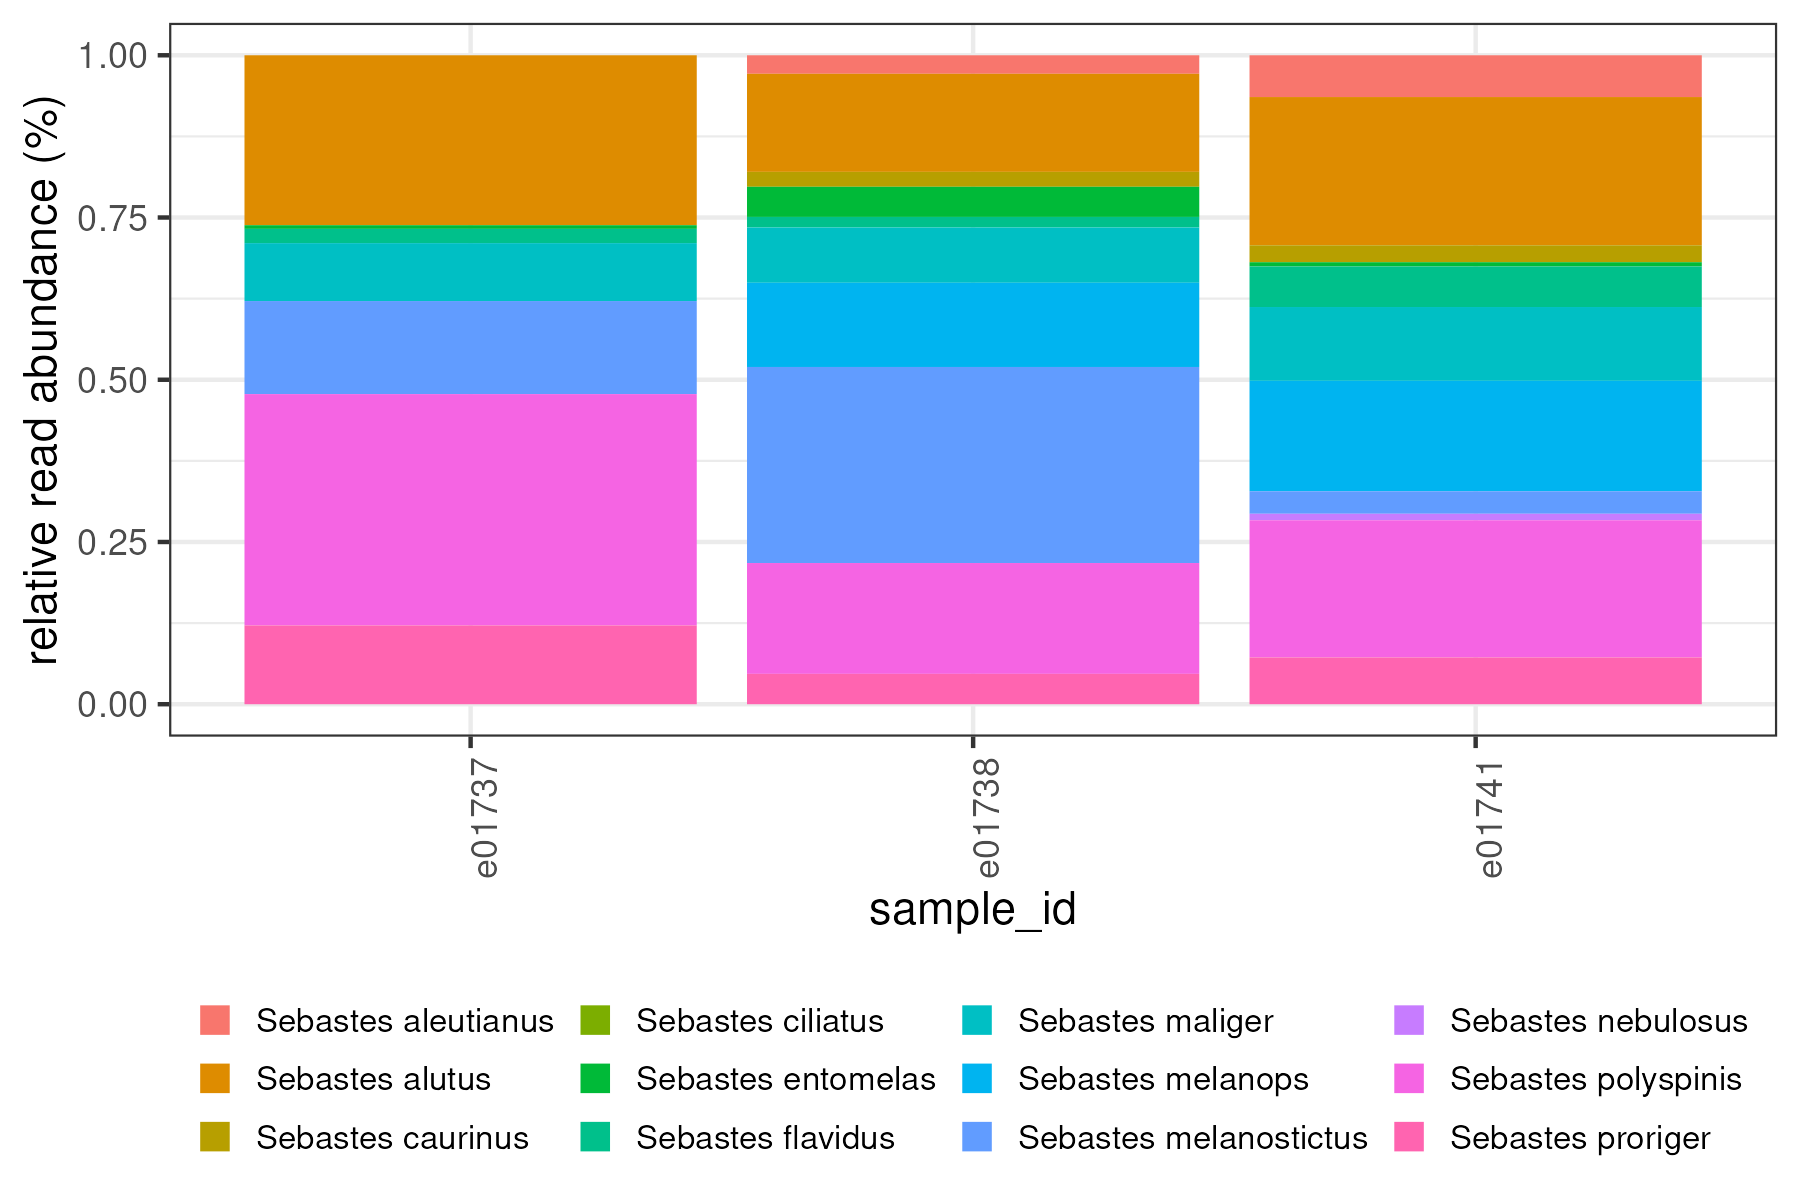 relative read abundance (%)
1.00
0.75
0.50
0.25
0.00
e01737
e01738
e01741
sample_id
Sebastes aleutianus
Sebastes ciliatus
Sebastes maliger
Sebastes nebulosus
Sebastes alutus
Sebastes entomelas
Sebastes melanops
Sebastes polyspinis
Sebastes caurinus
Sebastes flavidus
Sebastes melanostictus
Sebastes proriger